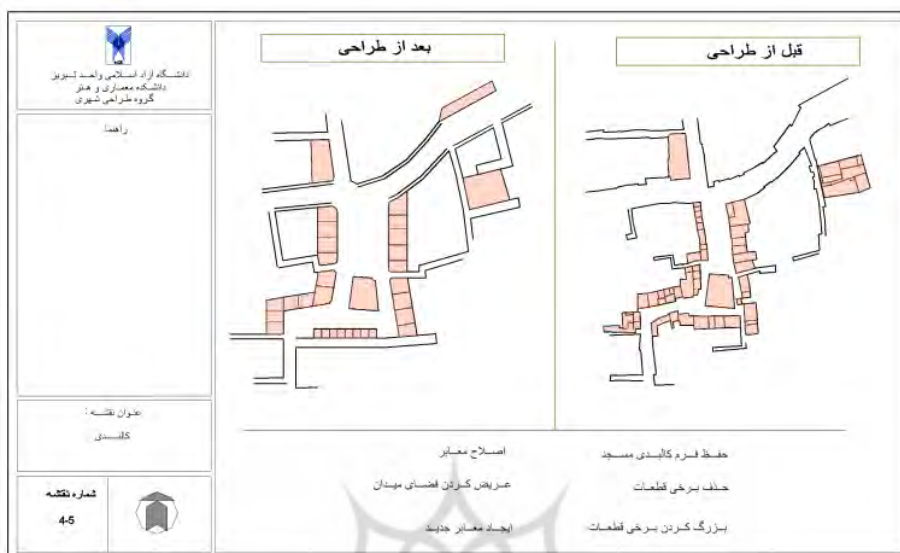 قبل از طراحی
بعد از طراحی
دانشگاه آزاد اسلامی واحد تبریز
دانشکده معماری و هنر
گروه طراحی شهری
راهنما:
حفظ فرم کالبدی مسجد
حذف برخی قطعات
بزرگ کردن برخی قطعات
اصلاح معابر
عریض کردن فضای میدان
ایجاد معابر جدید
عنوان نقشه :
کالبدی
شماره نقشه
4-5